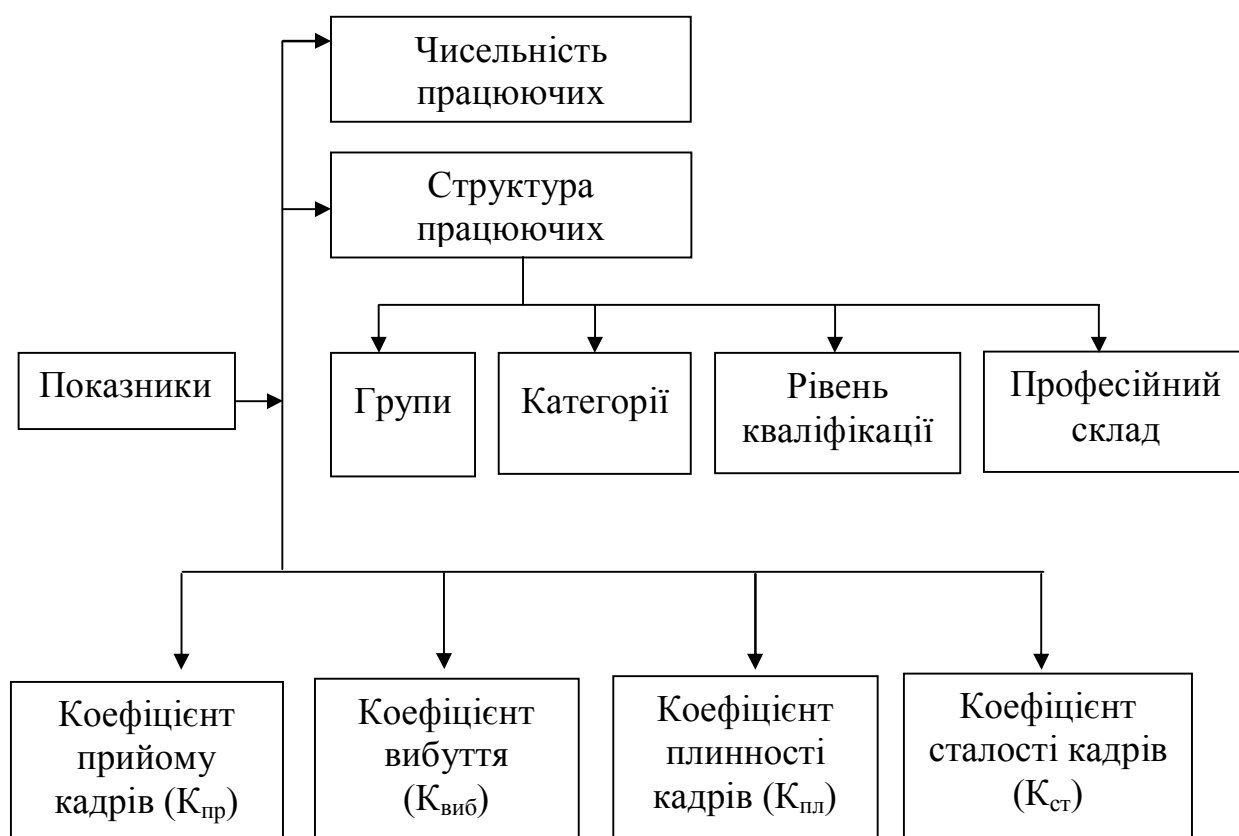 Чисельність
працюючих
Структура
працюючих
Показники
Групи
Категорії
Рівень
кваліфікації
Професійний
склад
Коефіцієнт
прийому
кадрів (Кпр)
Коефіцієнт
вибуття
(Квиб)
Коефіцієнт
плинності
кадрів (Кпл)
Коефіцієнт
сталості кадрів
(Кст)